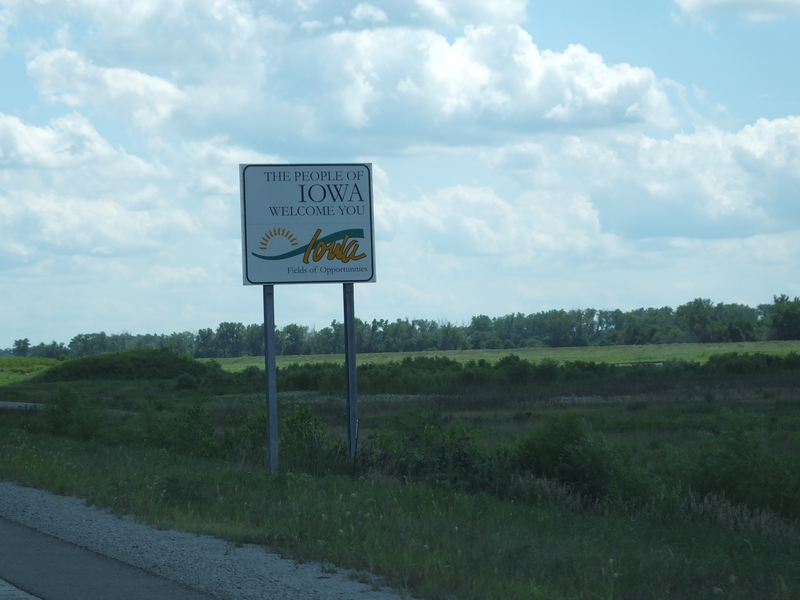 THE PEOPLE OF
IOWA
WELCOME YOU
Iowa
Fields of Opportunities